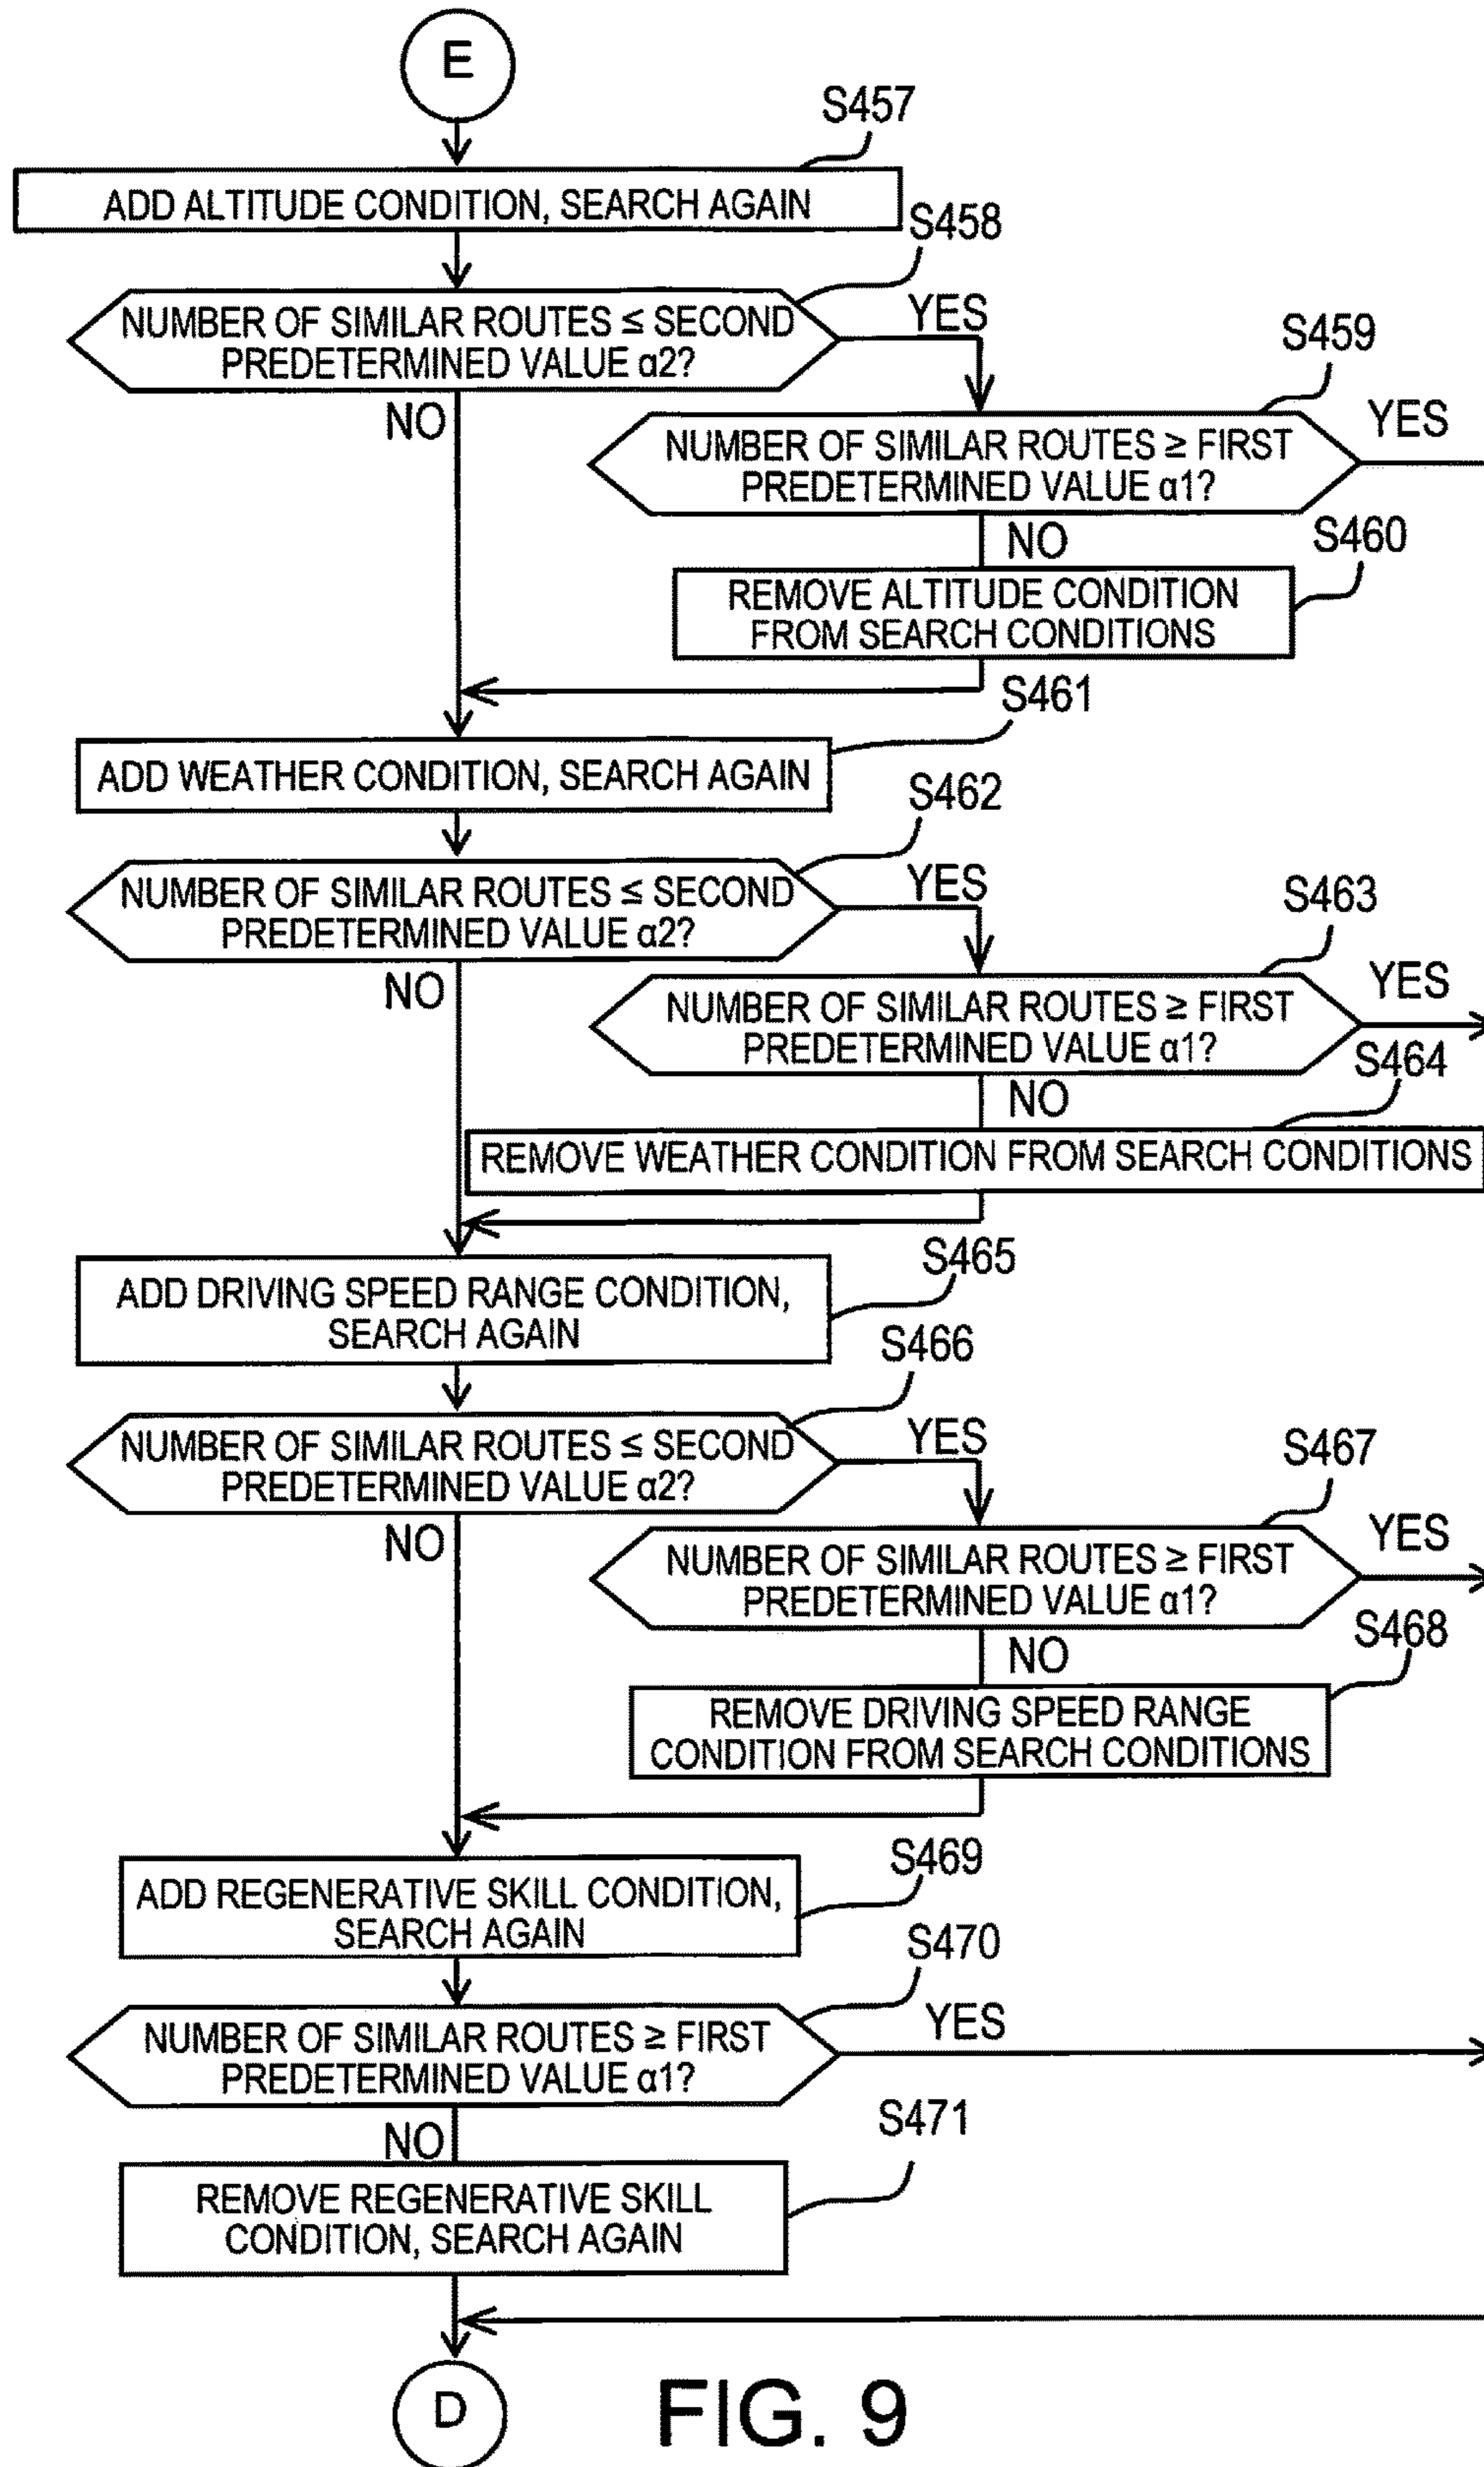 E
S457
ADD ALTITUDE CONDITION, SEARCH AGAIN
S458
NUMBER OF SIMILAR ROUTES ≤ SECOND
PREDETERMINED VALUE α2?
YES
NO
S459
NUMBER OF SIMILAR ROUTES ≥ FIRST
PREDETERMINED VALUE α1?
YES
NO
S460
REMOVE ALTITUDE CONDITION
FROM SEARCH CONDITIONS
S461
ADD WEATHER CONDITION, SEARCH AGAIN
S462
NUMBER OF SIMILAR ROUTES ≤ SECOND
PREDETERMINED VALUE α2?
YES
NO
S463
NUMBER OF SIMILAR ROUTES ≥ FIRST
PREDETERMINED VALUE α1?
YES
NO
S464
REMOVE WEATHER CONDITION FROM SEARCH CONDITIONS
S465
ADD DRIVING SPEED RANGE CONDITION,
SEARCH AGAIN
S466
NUMBER OF SIMILAR ROUTES ≤ SECOND
PREDETERMINED VALUE α2?
YES
NO
S467
NUMBER OF SIMILAR ROUTES ≥ FIRST
PREDETERMINED VALUE α1?
YES
NO
S468
REMOVE DRIVING SPEED RANGE
CONDITION FROM SEARCH CONDITIONS
S469
ADD REGENERATIVE SKILL CONDITION,
SEARCH AGAIN
S470
NUMBER OF SIMILAR ROUTES ≥ FIRST
PREDETERMINED VALUE α1?
YES
NO
S471
REMOVE REGENERATIVE SKILL
CONDITION, SEARCH AGAIN
D
FIG. 9